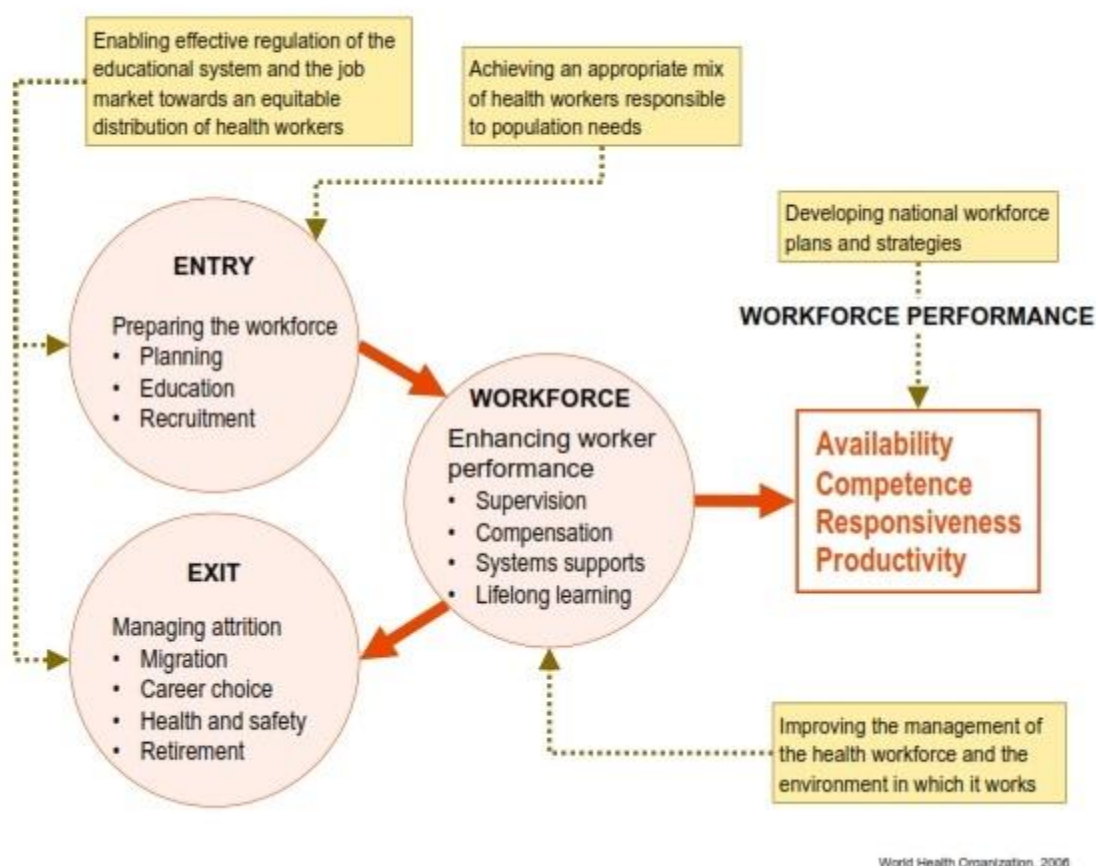 Enabling effective regulation of the
educational system and the job
market towards an equitable
distribution of health workers
Achieving an appropriate mix
of health workers responsible
to population needs
Developing national workforce
plans and strategies
WORKFORCE PERFORMANCE
ENTRY
Preparing the workforce
• Planning
• Education
• Recruitment
WORKFORCE
Enhancing worker
performance
• Supervision
• Compensation
• Systems supports
• Lifelong learning
Availability
Competence
Responsiveness
Productivity
EXIT
Managing attrition
• Migration
• Career choice
• Health and safety
• Retirement
Improving the management of
the health workforce and the
environment in which it works
World Health Organization, 2006